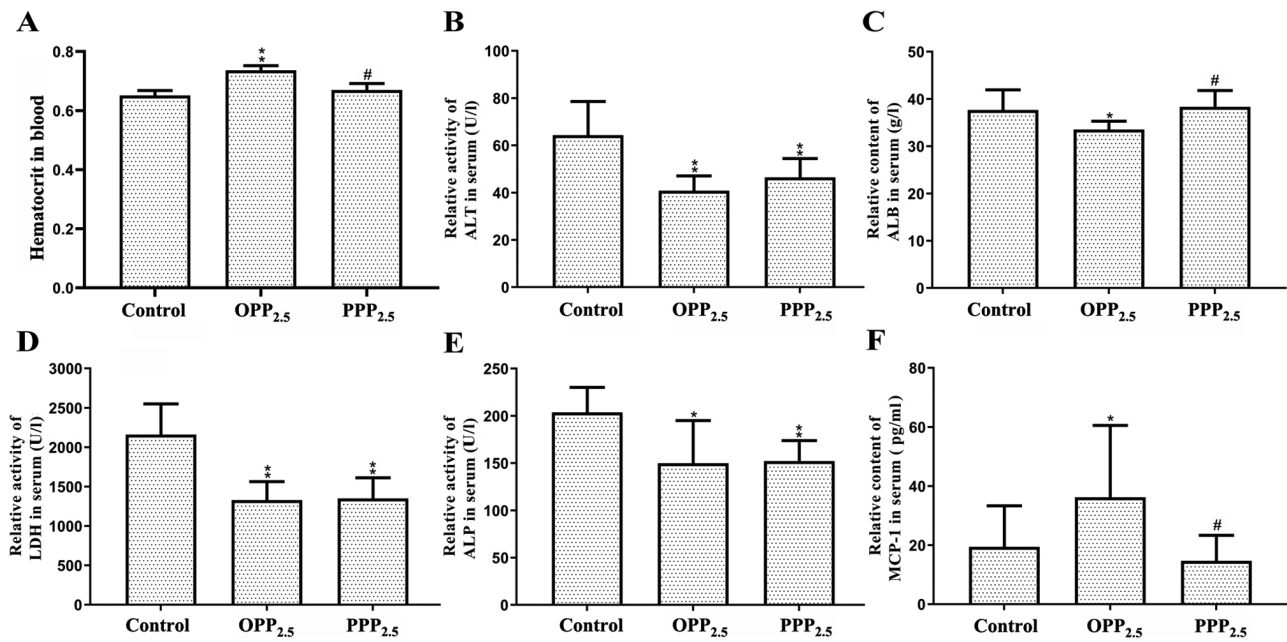 A
Hematocrit in blood
0.8
0.6
0.4
0.2
0.0
**
#
Control
OPP2.5
PPP2.5
B
Relative activity of
ALT in serum (U/l)
100
80
60
40
20
0
**
**
Control
OPP2.5
PPP2.5
C
Relative content of
ALB in serum (g/l)
50
40
30
20
10
0
*
#
Control
OPP2.5
PPP2.5
D
Relative activity of
LDH in serum (U/l)
3000
2500
2000
1500
1000
500
0
**
**
Control
OPP2.5
PPP2.5
E
Relative activity of
ALP in serum (U/l)
250
200
150
100
50
0
*
**
Control
OPP2.5
PPP2.5
F
Relative content of
MCP-1 in serum ( pg/ml)
80
60
40
20
0
*
#
Control
OPP2.5
PPP2.5